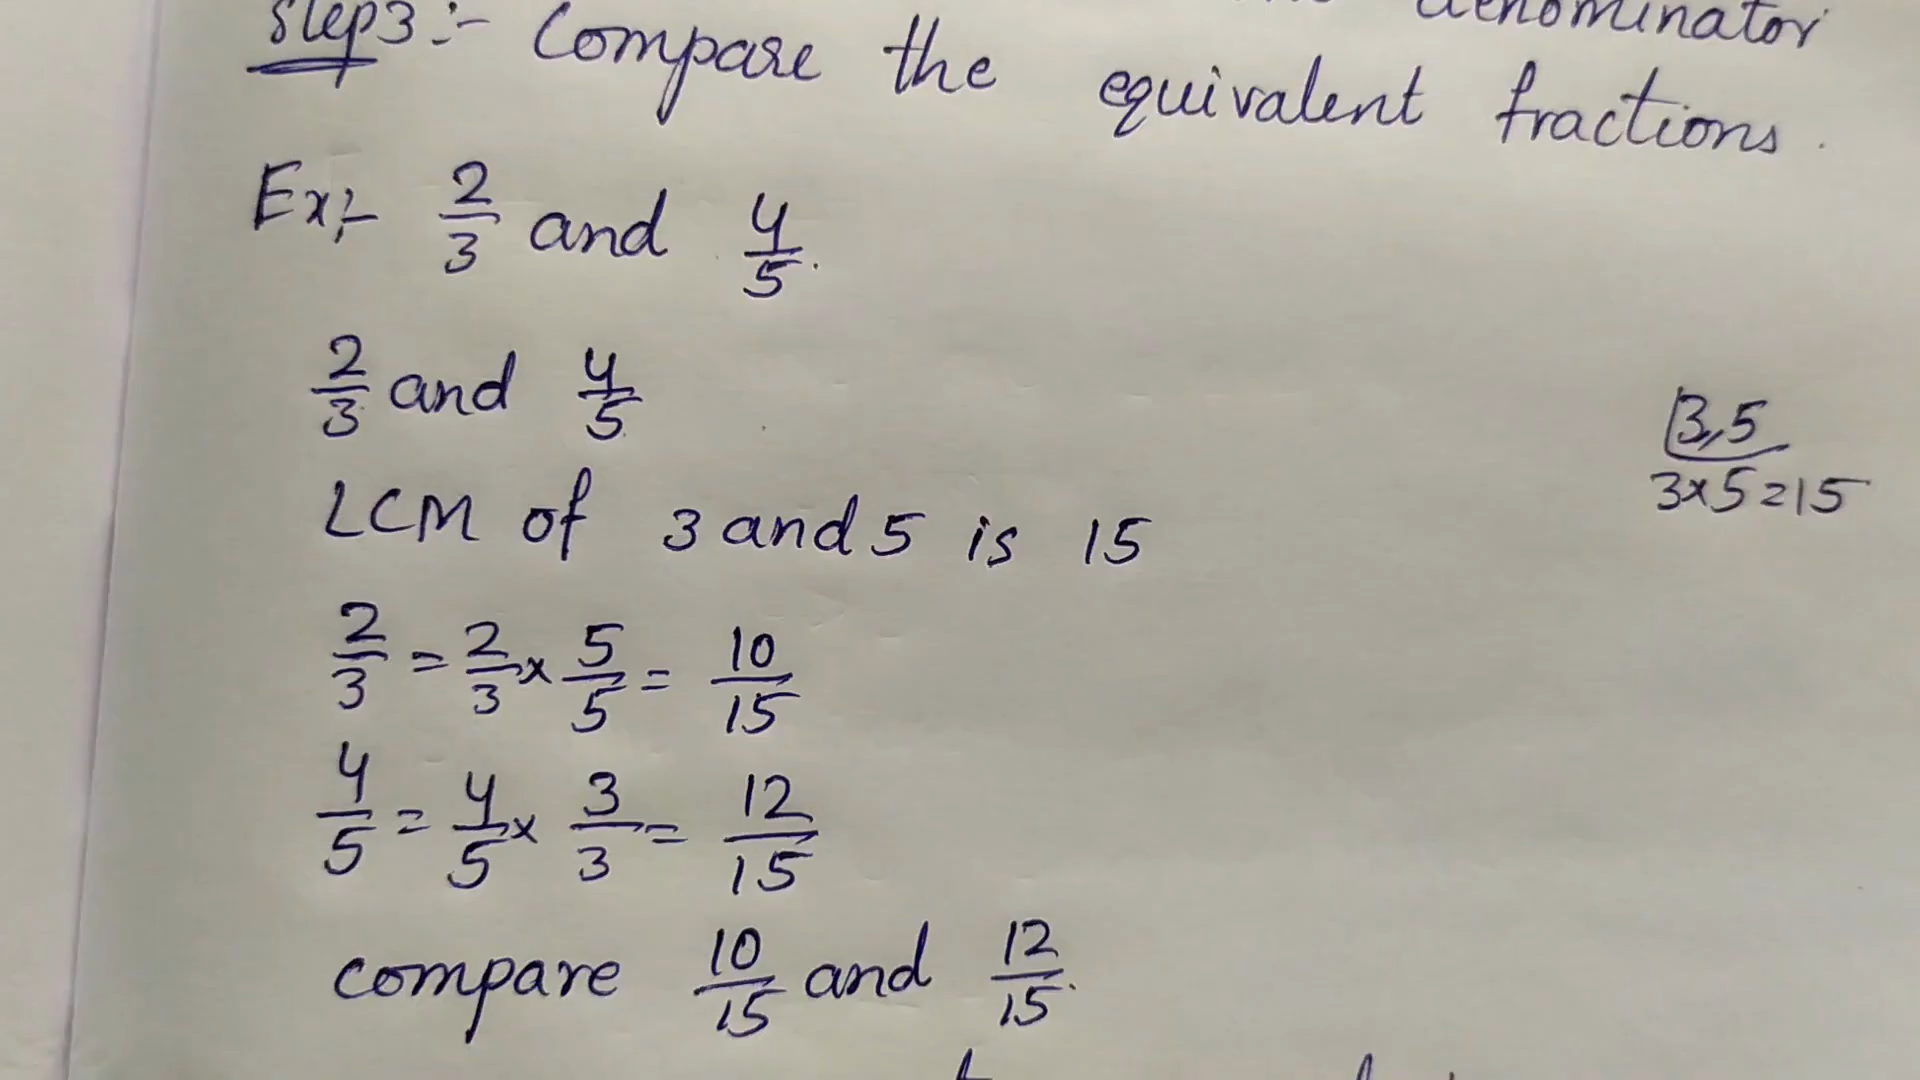 Step3:- Compare the equivalent fractions.
denominator
Ex:- 2/3 and 4/5.
2/3 and 4/5
3,5
3x5=15
LCM of 3 and 5 is 15
2/3 = 2/3 x 5/5 = 10/15
4/5 = 4/5 x 3/3 = 12/15
compare 10/15 and 12/15.